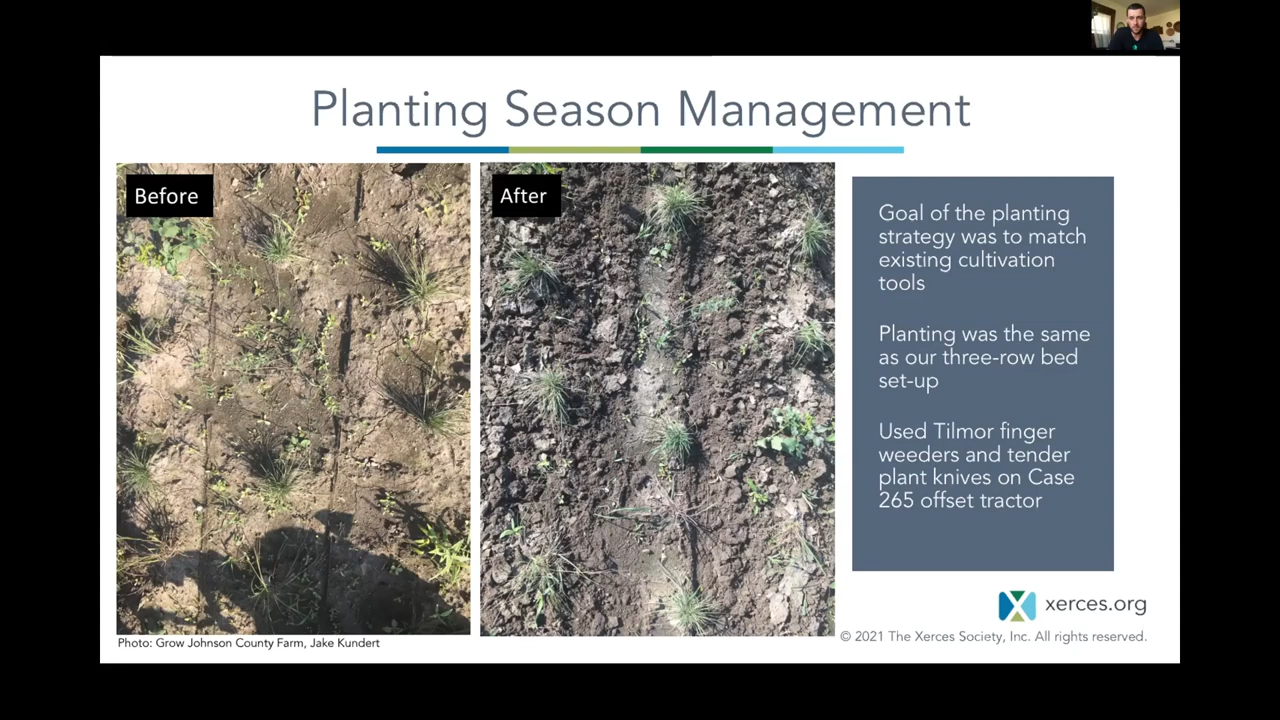 Planting Season Management
Before
After
Goal of the planting
strategy was to match
existing cultivation
tools
Planting was the same
as our three-row bed
set-up
Used Tilmor finger
weeders and tender
plant knives on Case
265 offset tractor
xerces.org
Photo: Grow Johnson County Farm, Jake Kundert
© 2021 The Xerces Society, Inc. All rights reserved.